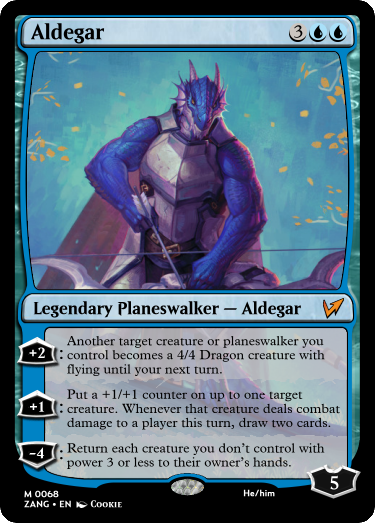 Aldegar 3
Legendary Planeswalker — Aldegar
+2: Another target creature or planeswalker you
control becomes a 4/4 Dragon creature with
flying until your next turn.
+1: Put a +1/+1 counter on up to one target
creature. Whenever that creature deals combat
damage to a player this turn, draw two cards.
−4: Return each creature you don't control with
power 3 or less to their owner's hands.
5
M 0068
He/him
ZANG • EN Cookie